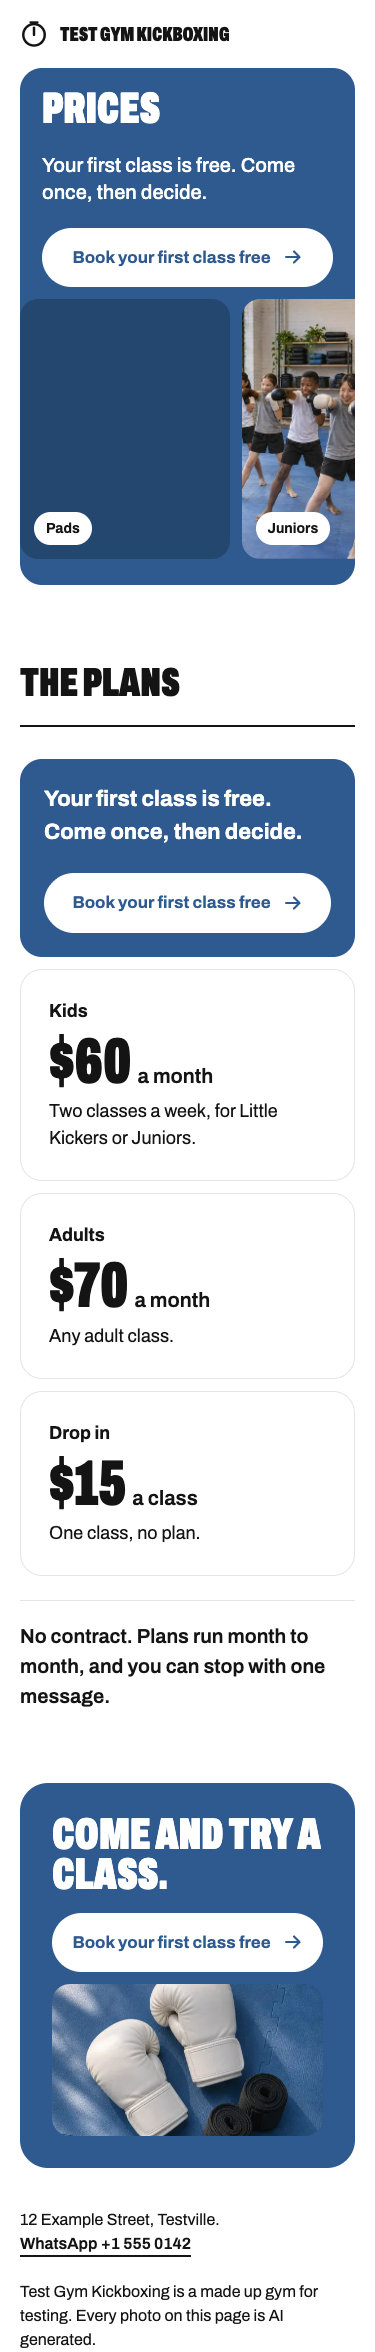 TEST GYM KICKBOXING
PRICES
Your first class is free. Come
once, then decide.
Book your first class free →
Pads
Juniors
THE PLANS
Your first class is free.
Come once, then decide.
Book your first class free →
Kids
$60 a month
Two classes a week, for Little
Kickers or Juniors.
Adults
$70 a month
Any adult class.
Drop in
$15 a class
One class, no plan.
No contract. Plans run month to
month, and you can stop with one
message.
COME AND TRY A
CLASS.
Book your first class free →
12 Example Street, Testville.
WhatsApp +1 555 0142
Test Gym Kickboxing is a made up gym for
testing. Every photo on this page is AI
generated.